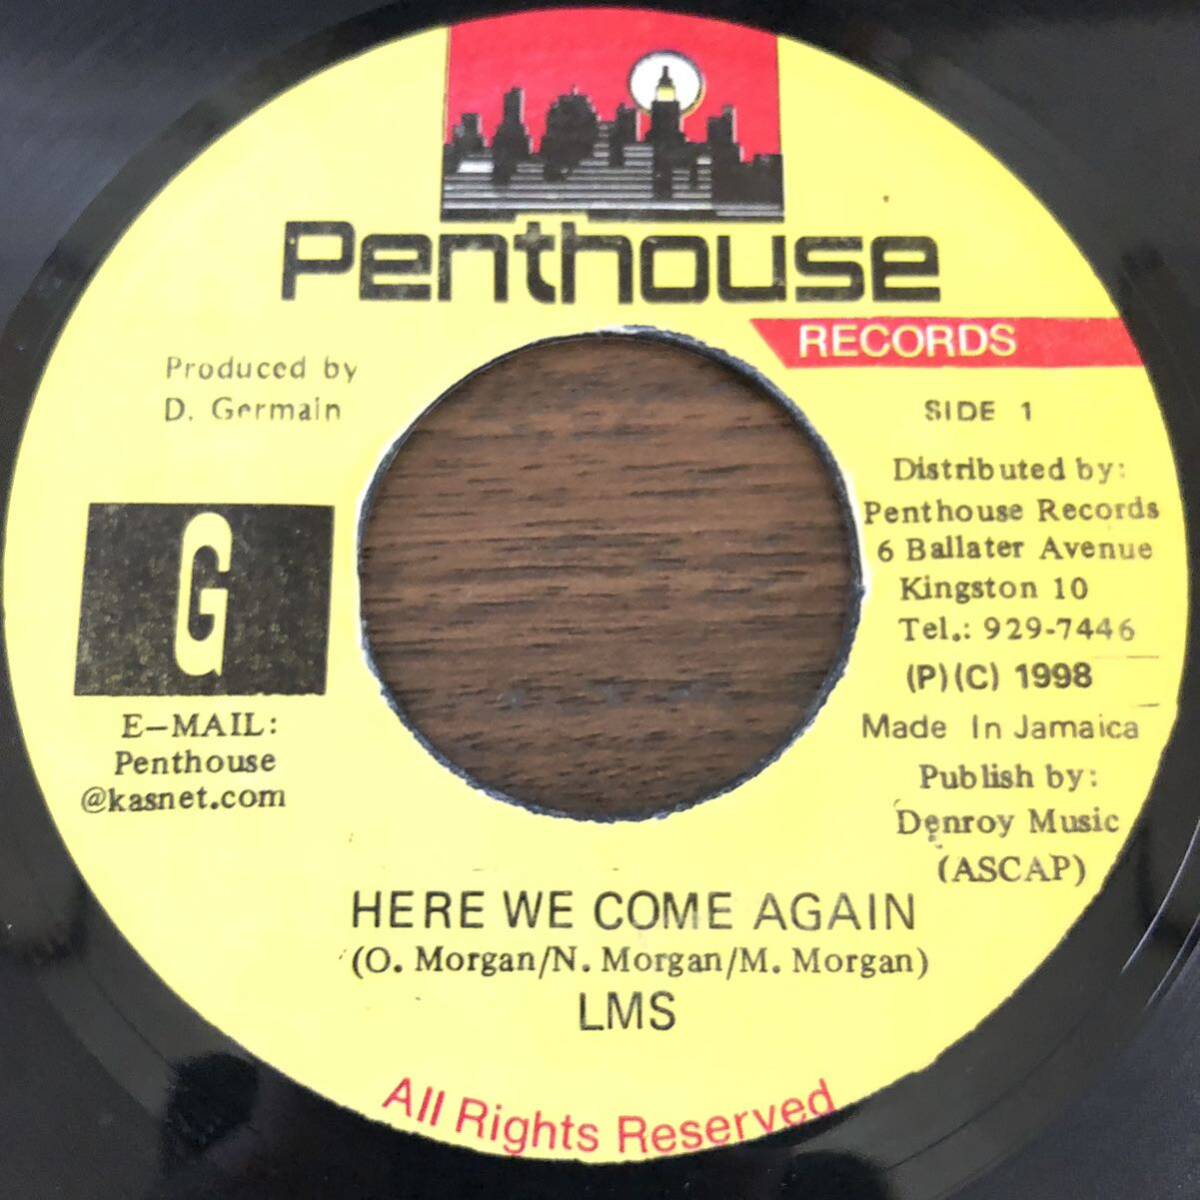 Penthouse
RECORDS
Produced by
D. Germain
G
E-MAIL:
Penthouse
@kasnet.com
SIDE 1
Distributed by:
Penthouse Records
6 Ballater Avenue
Kingston 10
Tel.: 929-7446
(P)(C) 1998
Made In Jamaica
Publish by:
Denroy Music
(ASCAP)
HERE WE COME AGAIN
(O. Morgan/N. Morgan/M. Morgan)
LMS
All Rights Reserved